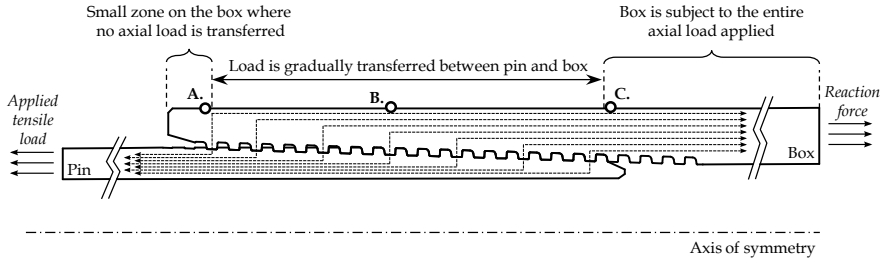 Small zone on the box where
no axial load is transferred
Box is subject to the entire
axial load applied
Load is gradually transferred between pin and box
A.
B.
C.
Applied
tensile
load
Reaction
force
Pin
Box
Axis of symmetry